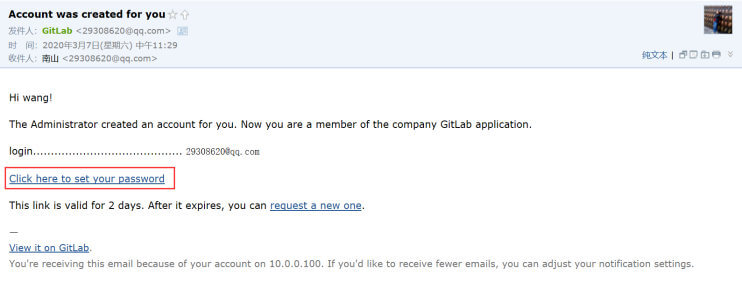 Account was created for you
发件人：GitLab <29308620@qq.com>
时　间：2020年3月7日(星期六) 中午11:29
收件人：南山 <29308620@qq.com>
纯文本 |
Hi wang!
The Administrator created an account for you. Now you are a member of the company GitLab application.
login.......................................... 29308620@qq.com
Click here to set your password
This link is valid for 2 days. After it expires, you can request a new one.
—
View it on GitLab.
You're receiving this email because of your account on 10.0.0.100. If you'd like to receive fewer emails, you can adjust your notification settings.